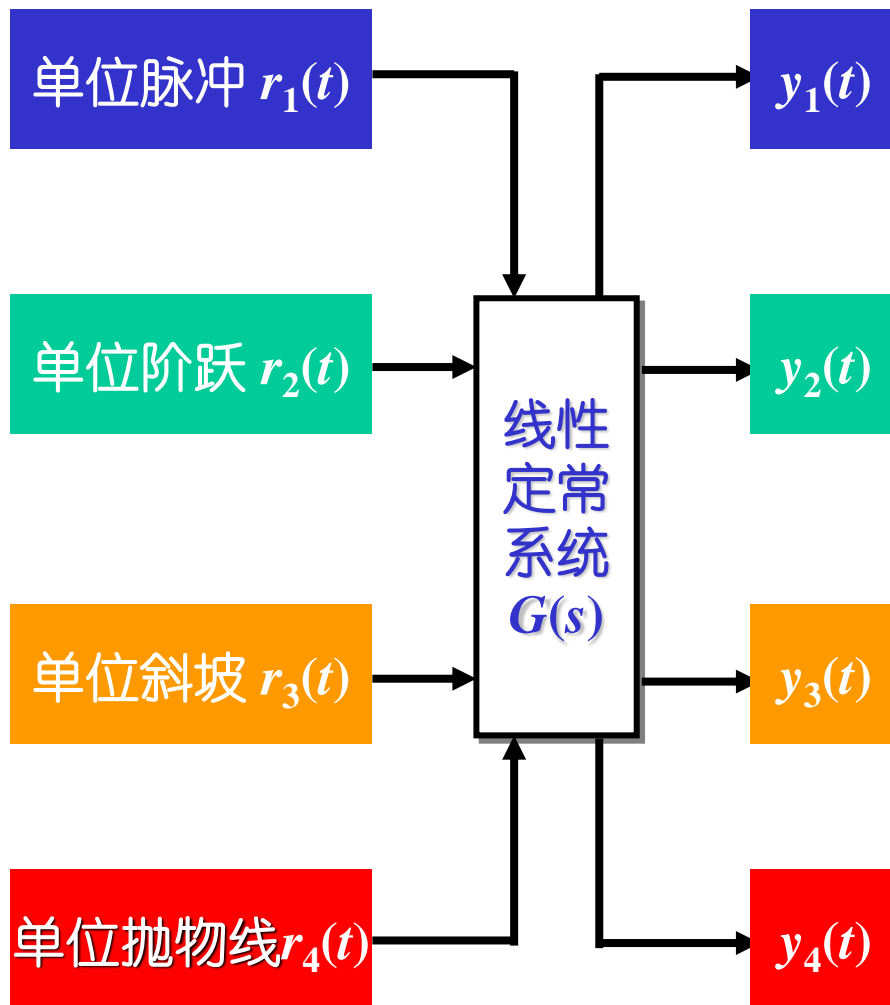 单位脉冲 r₁(t)
y₁(t)
单位阶跃 r₂(t)
y₂(t)
线性
定常
系统
G(s)
单位斜坡 r₃(t)
y₃(t)
单位抛物线r₄(t)
y₄(t)